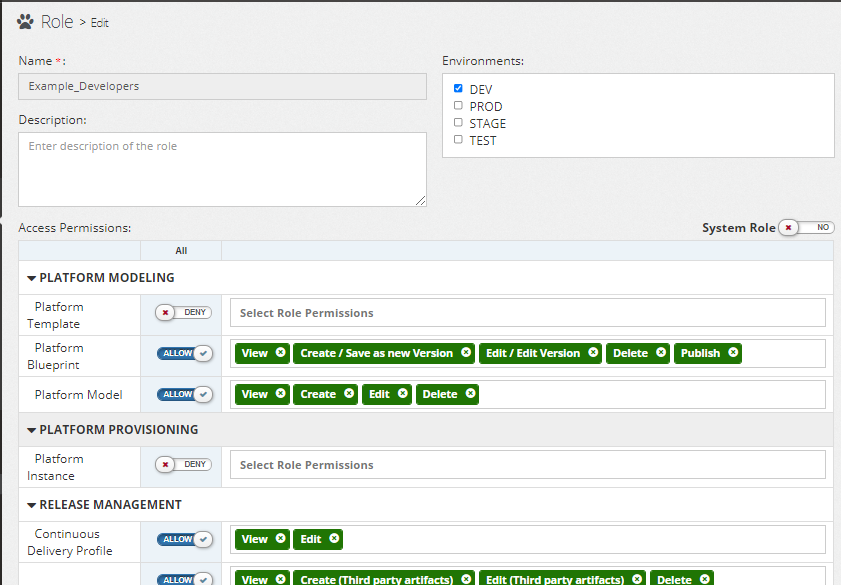 Role > Edit
Name *:
Example_Developers
Environments:
DEV
PROD
STAGE
TEST
Description:
Enter description of the role
Access Permissions:
System Role NO
All
PLATFORM MODELING
Platform
Template
DENY
Select Role Permissions
Platform
Blueprint
ALLOW
View Create / Save as new Version Edit / Edit Version Delete Publish
Platform Model
ALLOW
View Create Edit Delete
PLATFORM PROVISIONING
Platform
Instance
DENY
Select Role Permissions
RELEASE MANAGEMENT
Continuous
Delivery Profile
ALLOW
View Edit
ALLOW
View Create (Third party artifacts) Edit (Third party artifacts) Delete